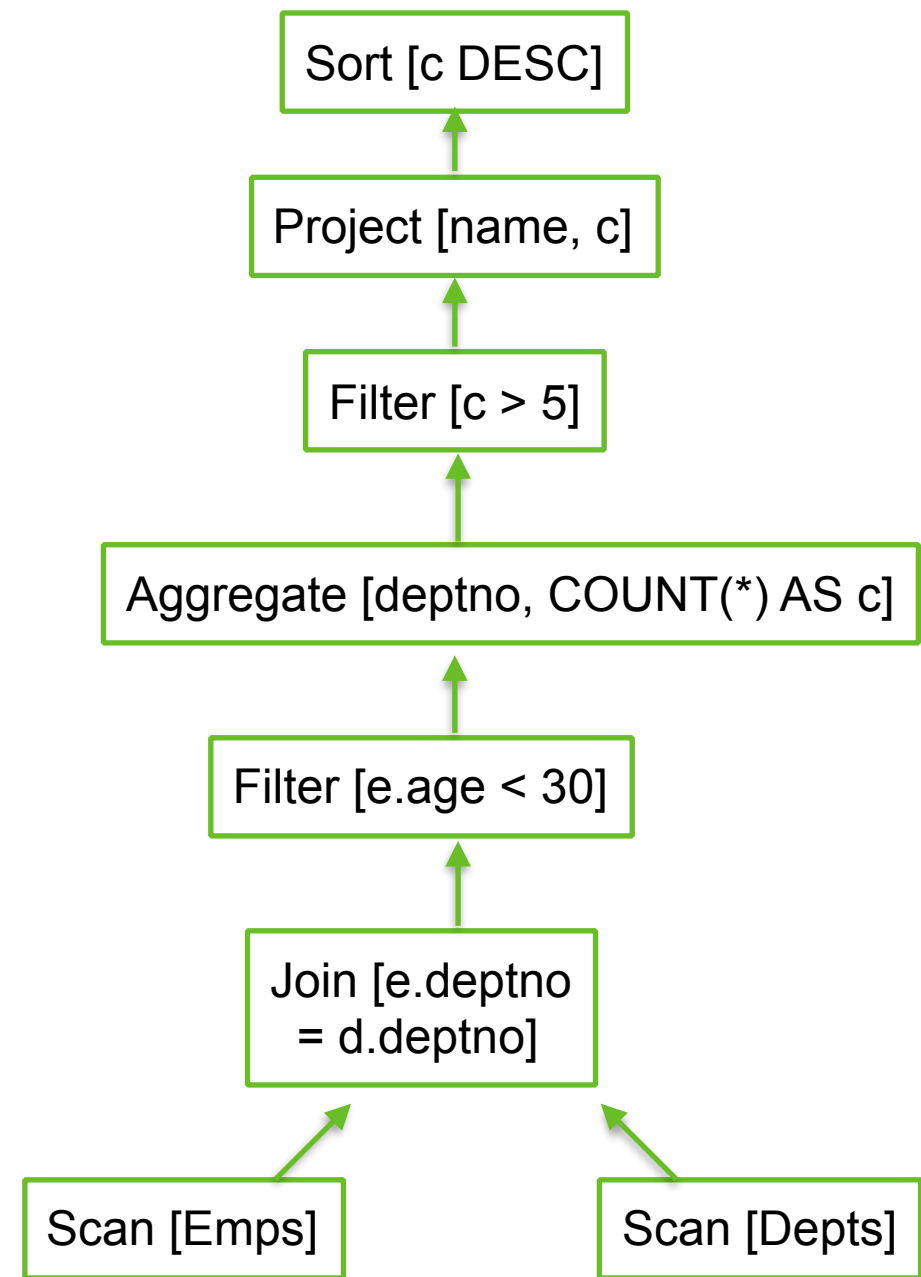 Sort [c DESC]
Project [name, c]
Filter [c > 5]
Aggregate [deptno, COUNT(*) AS c]
Filter [e.age < 30]
Join [e.deptno
= d.deptno]
Scan [Emps]
Scan [Depts]